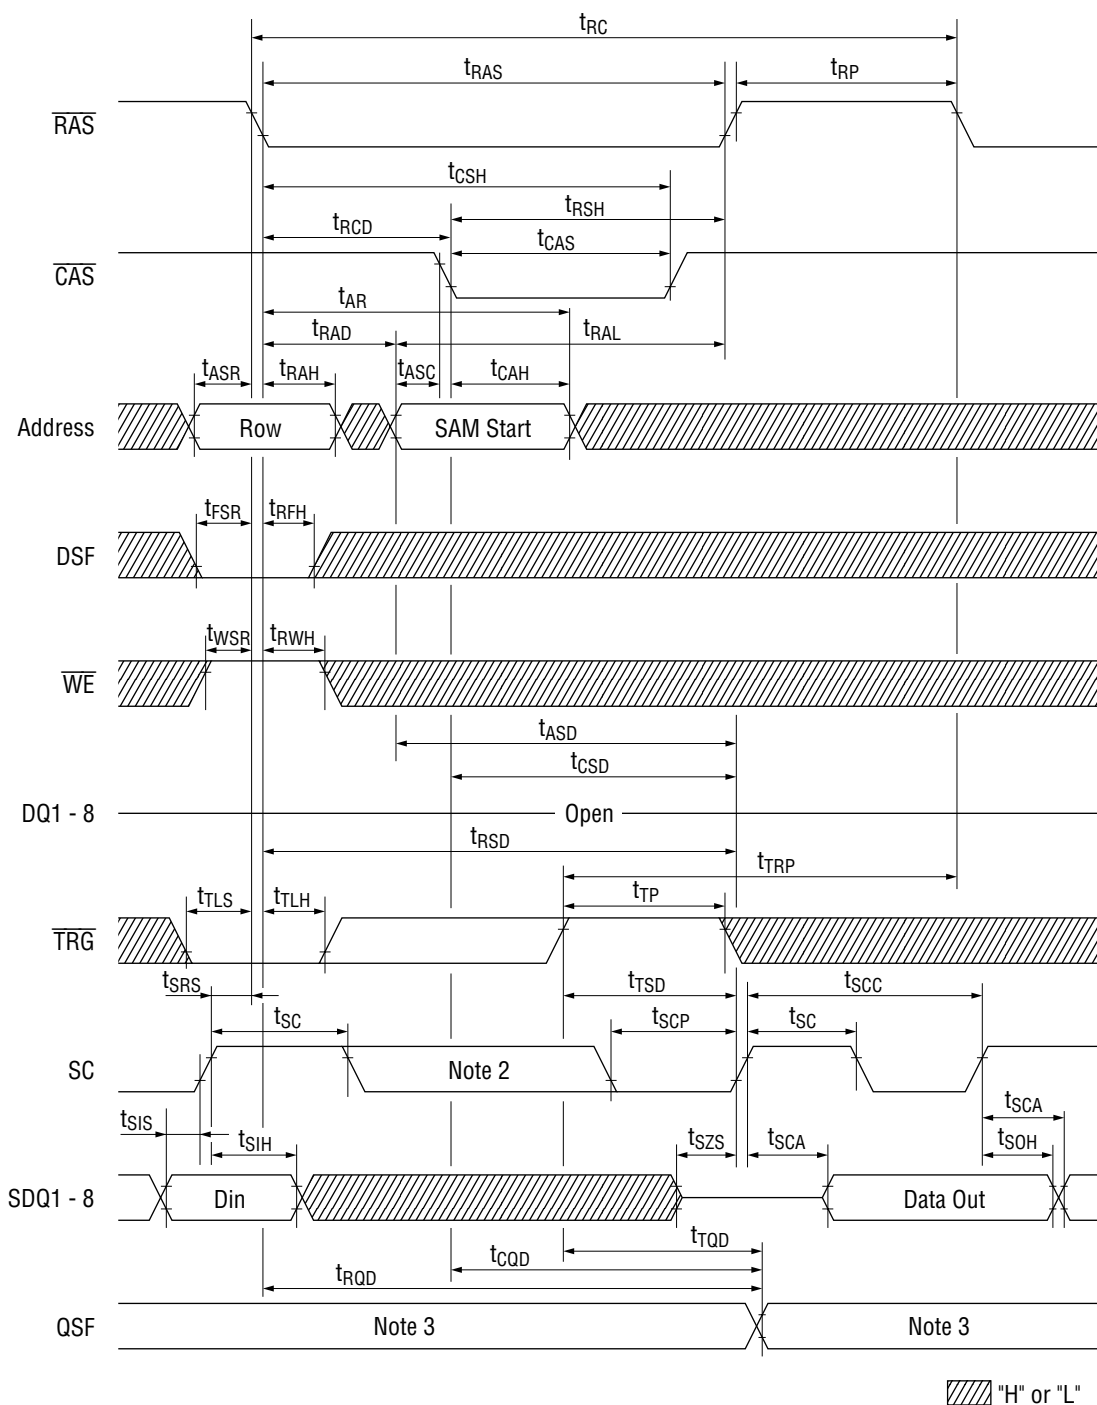 tRC
tRAS tRP
RAS
tCSH
tRSH
tRCD
tCAS
CAS
tAR
tRAD tRAL
tASR tRAH tASC tCAH
Address Row SAM Start
tFSR tRFH
DSF
tWSR tRWH
WE
tASD
tCSD
DQ1 - 8 Open
tRSD
tTRP
tTLS tTLH tTP
TRG
tSRS tTSD tSCC
tSC tSCP tSC
SC Note 2
tSIS tSCA
tSIH tSZS tSCA tSOH
SDQ1 - 8 Din Data Out
tTQD
tCQD
tRQD
QSF Note 3 Note 3
"H" or "L"